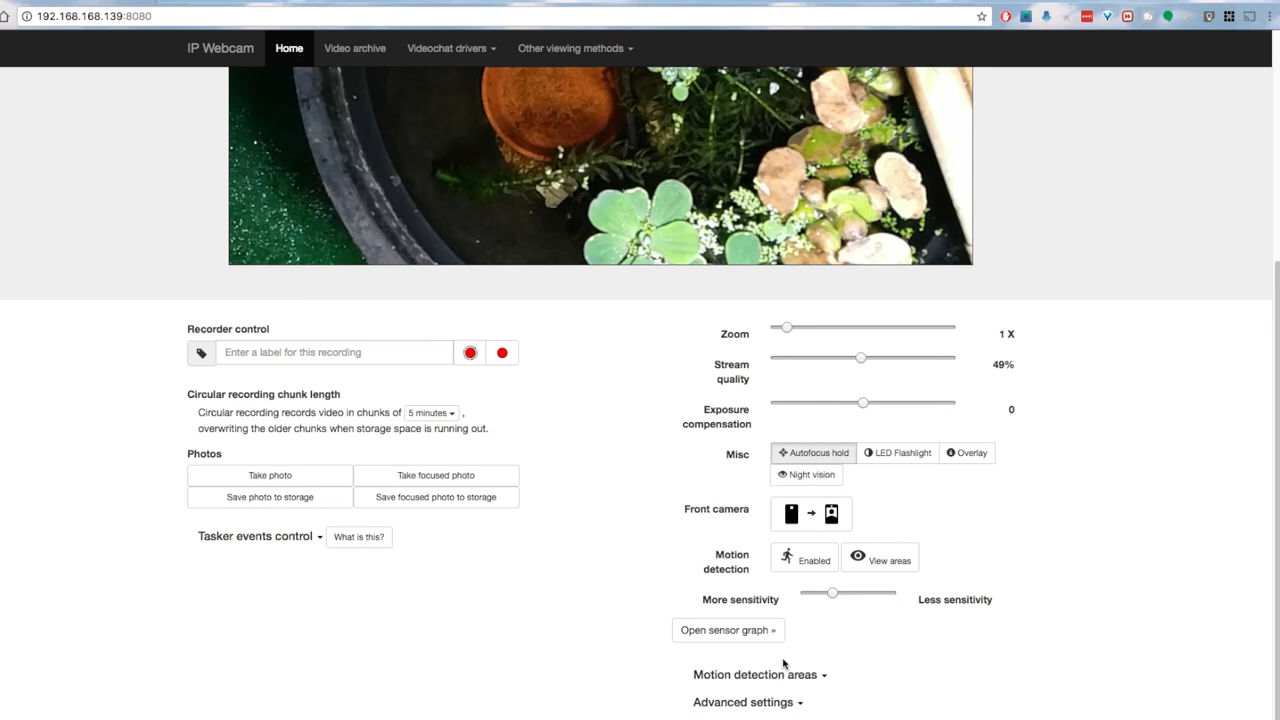 192.168.168.139:8080
IP Webcam Home Video archive Videochat drivers Other viewing methods
Recorder control
Enter a label for this recording
Circular recording chunk length
Circular recording records video in chunks of 5 minutes ,
overwriting the older chunks when storage space is running out.
Photos
Take photo Take focused photo
Save photo to storage Save focused photo to storage
Tasker events control What is this?
Zoom 1 X
Stream quality 49%
Exposure compensation 0
Misc Autofocus hold LED Flashlight Overlay
Night vision
Front camera
Motion detection Enabled View areas
More sensitivity Less sensitivity
Open sensor graph »
Motion detection areas
Advanced settings